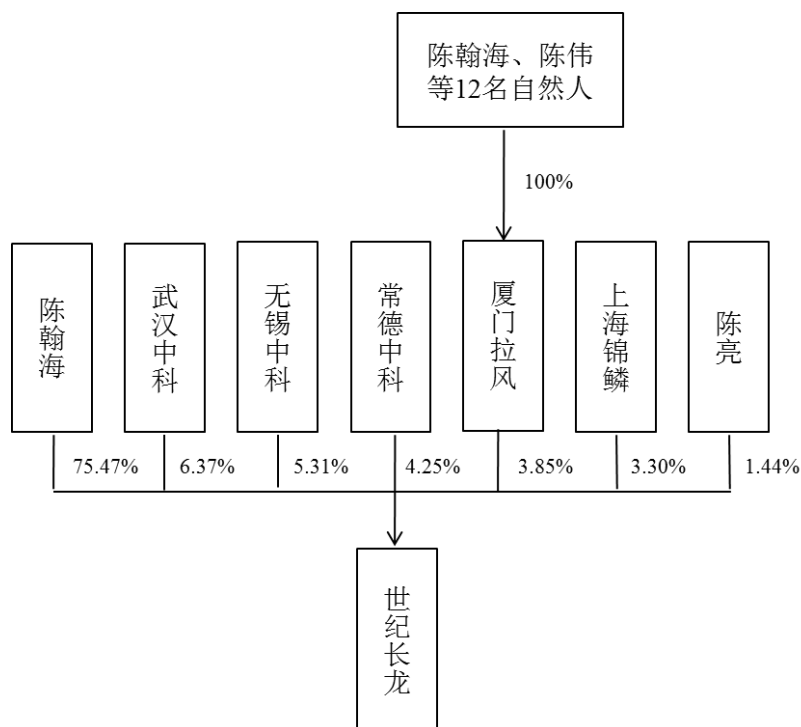 陈翰海、陈伟
等12名自然人
100%
陈翰海
武汉中科
无锡中科
常德中科
厦门拉风
上海锦鳞
陈亮
75.47%
6.37%
5.31%
4.25%
3.85%
3.30%
1.44%
世纪长龙